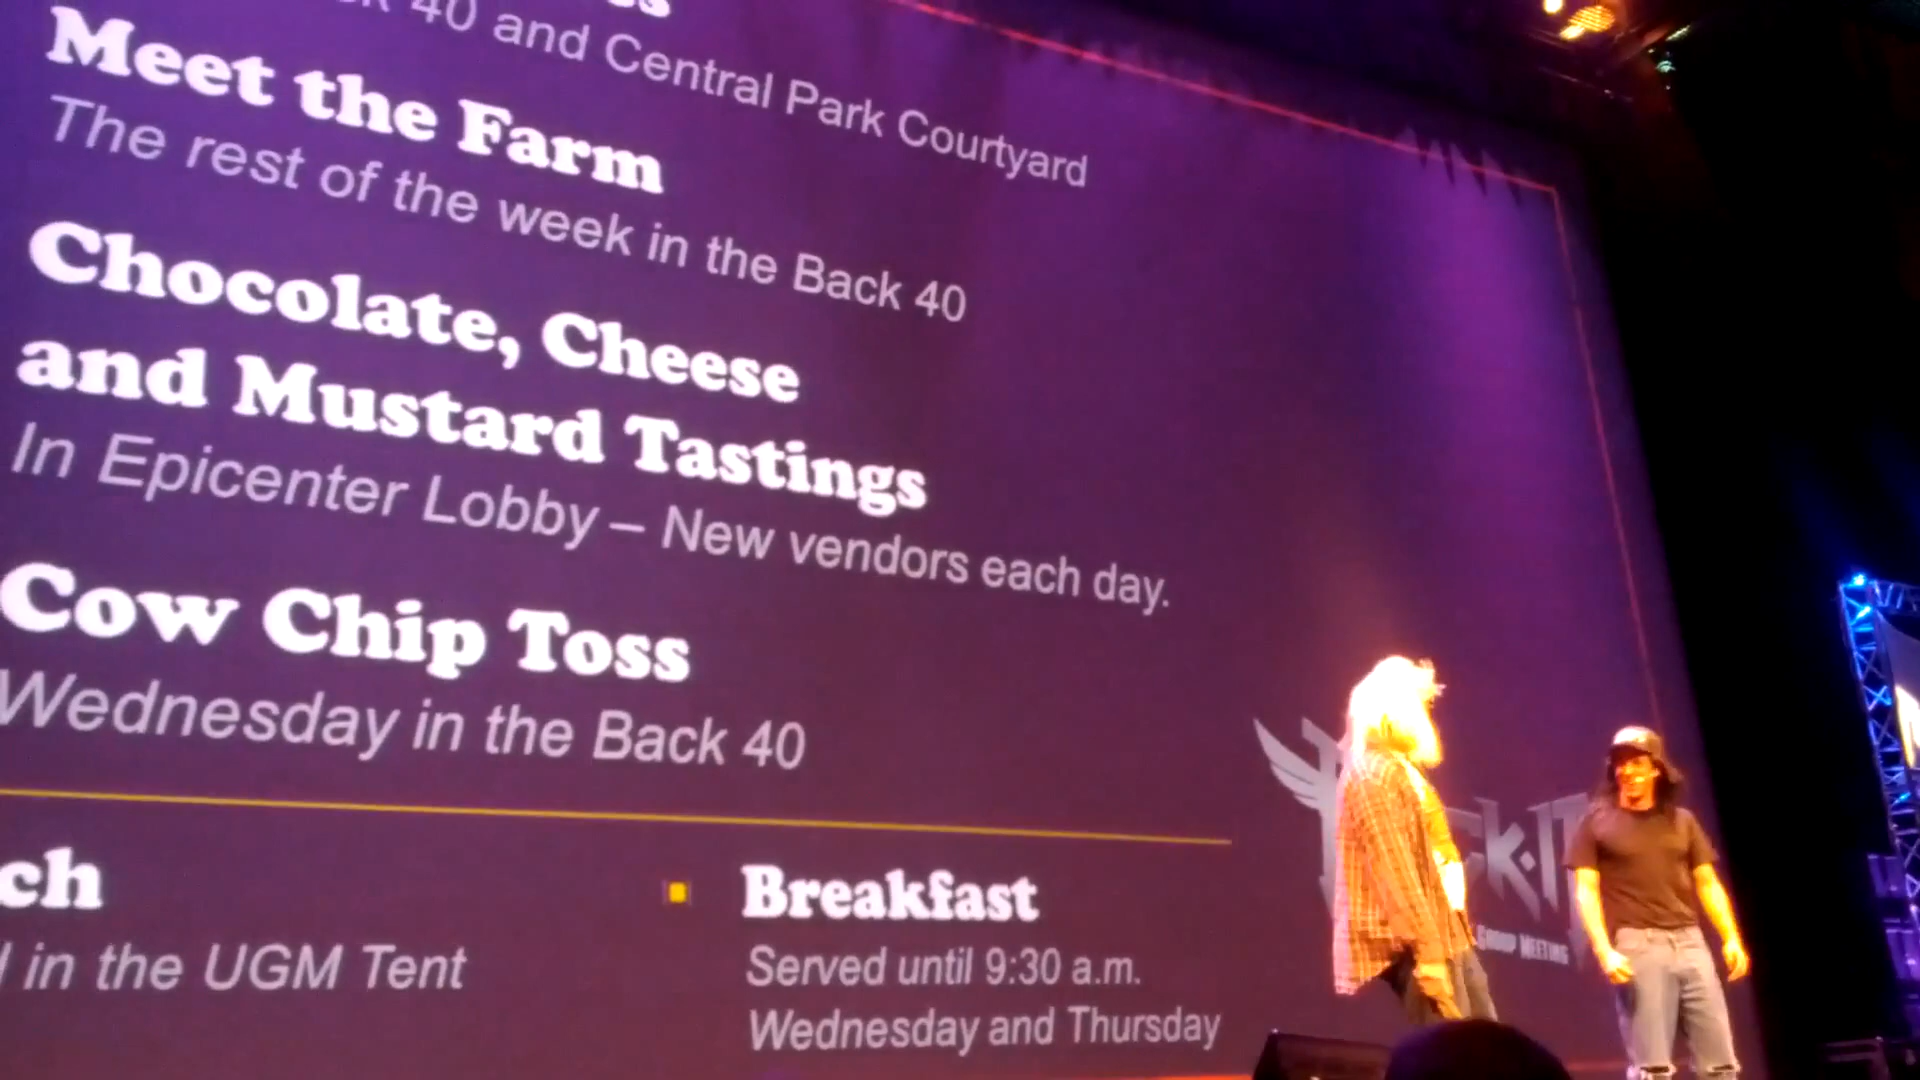 40 and Central Park Courtyard
Meet the Farm
The rest of the week in the Back 40
Chocolate, Cheese
and Mustard Tastings
In Epicenter Lobby – New vendors each day.
Cow Chip Toss
Wednesday in the Back 40
in the UGM Tent
Breakfast
Served until 9:30 a.m.
Wednesday and Thursday
Group Meeting